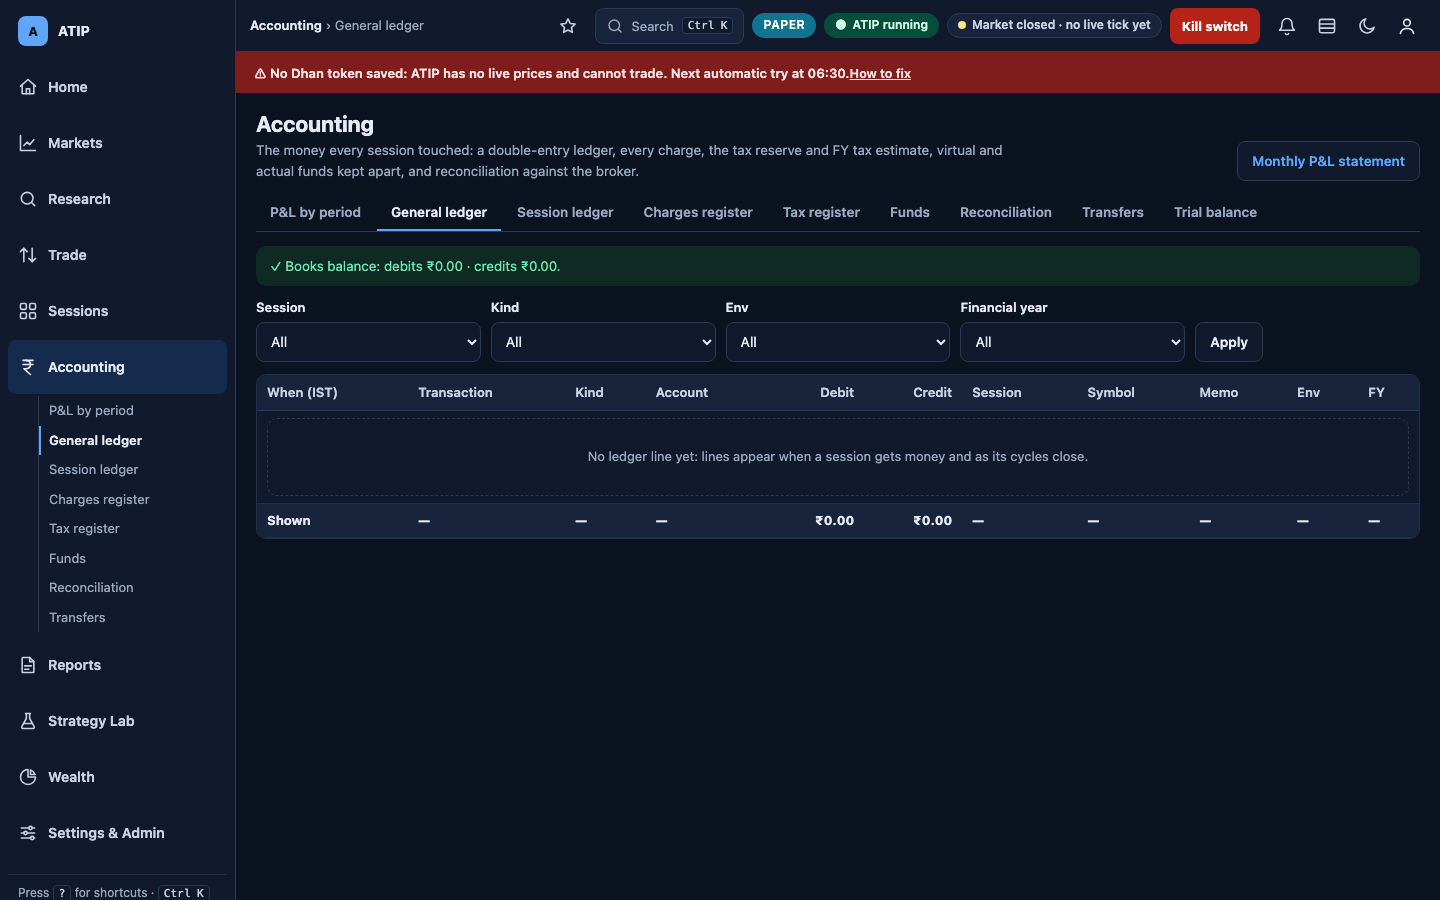 A ATIP
Accounting › General ledger
Search Ctrl K
PAPER
ATIP running
Market closed · no live tick yet
Kill switch
⚠ No Dhan token saved: ATIP has no live prices and cannot trade. Next automatic try at 06:30.How to fix
Home
Markets
Research
Trade
Sessions
Accounting
P&L by period
General ledger
Session ledger
Charges register
Tax register
Funds
Reconciliation
Transfers
Reports
Strategy Lab
Wealth
Settings & Admin
Press ? for shortcuts · Ctrl K
Accounting
The money every session touched: a double-entry ledger, every charge, the tax reserve and FY tax estimate, virtual and
actual funds kept apart, and reconciliation against the broker.
Monthly P&L statement
P&L by period General ledger Session ledger Charges register Tax register Funds Reconciliation Transfers Trial balance
✓ Books balance: debits ₹0.00 · credits ₹0.00.
Session Kind Env Financial year
All All All All Apply
When (IST) Transaction Kind Account Debit Credit Session Symbol Memo Env FY
No ledger line yet: lines appear when a session gets money and as its cycles close.
Shown — — — ₹0.00 ₹0.00 — — — — —